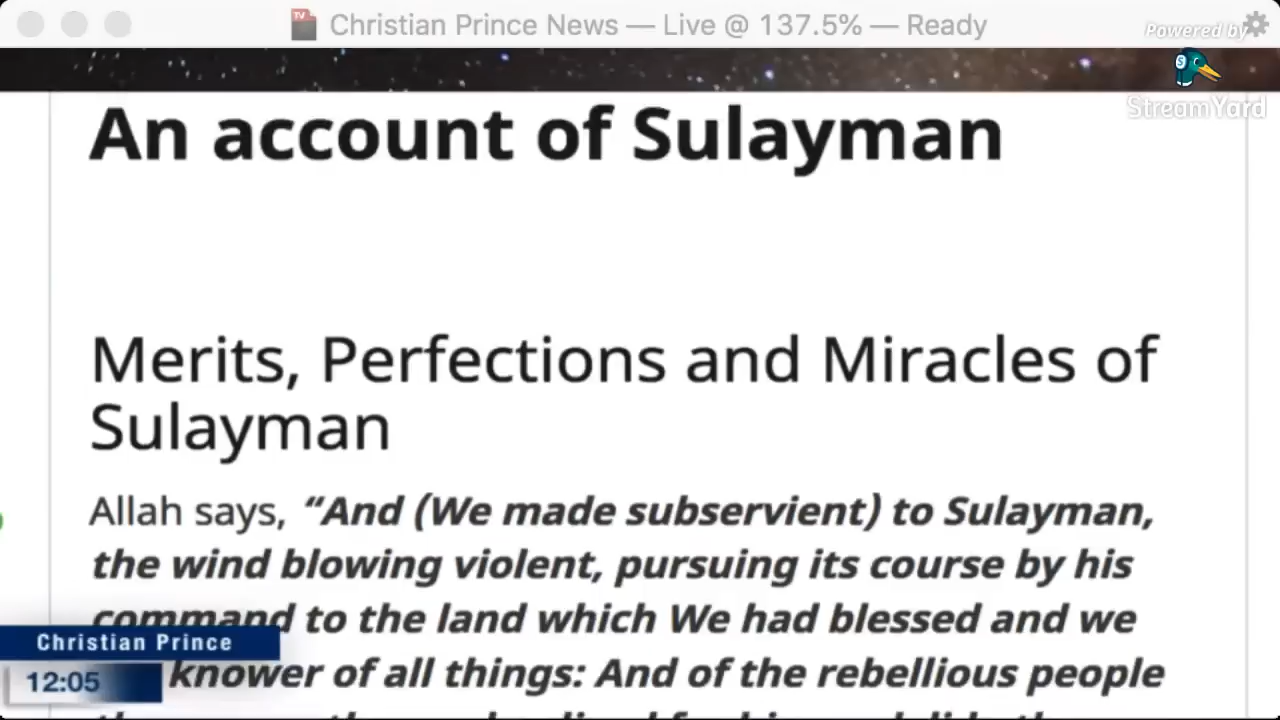 Christian Prince News — Live @ 137.5% — Ready
Powered by
StreamYard
An account of Sulayman
Merits, Perfections and Miracles of
Sulayman
Allah says, “And (We made subservient) to Sulayman,
the wind blowing violent, pursuing its course by his
command to the land which We had blessed and we
knower of all things: And of the rebellious people
Christian Prince
12:05